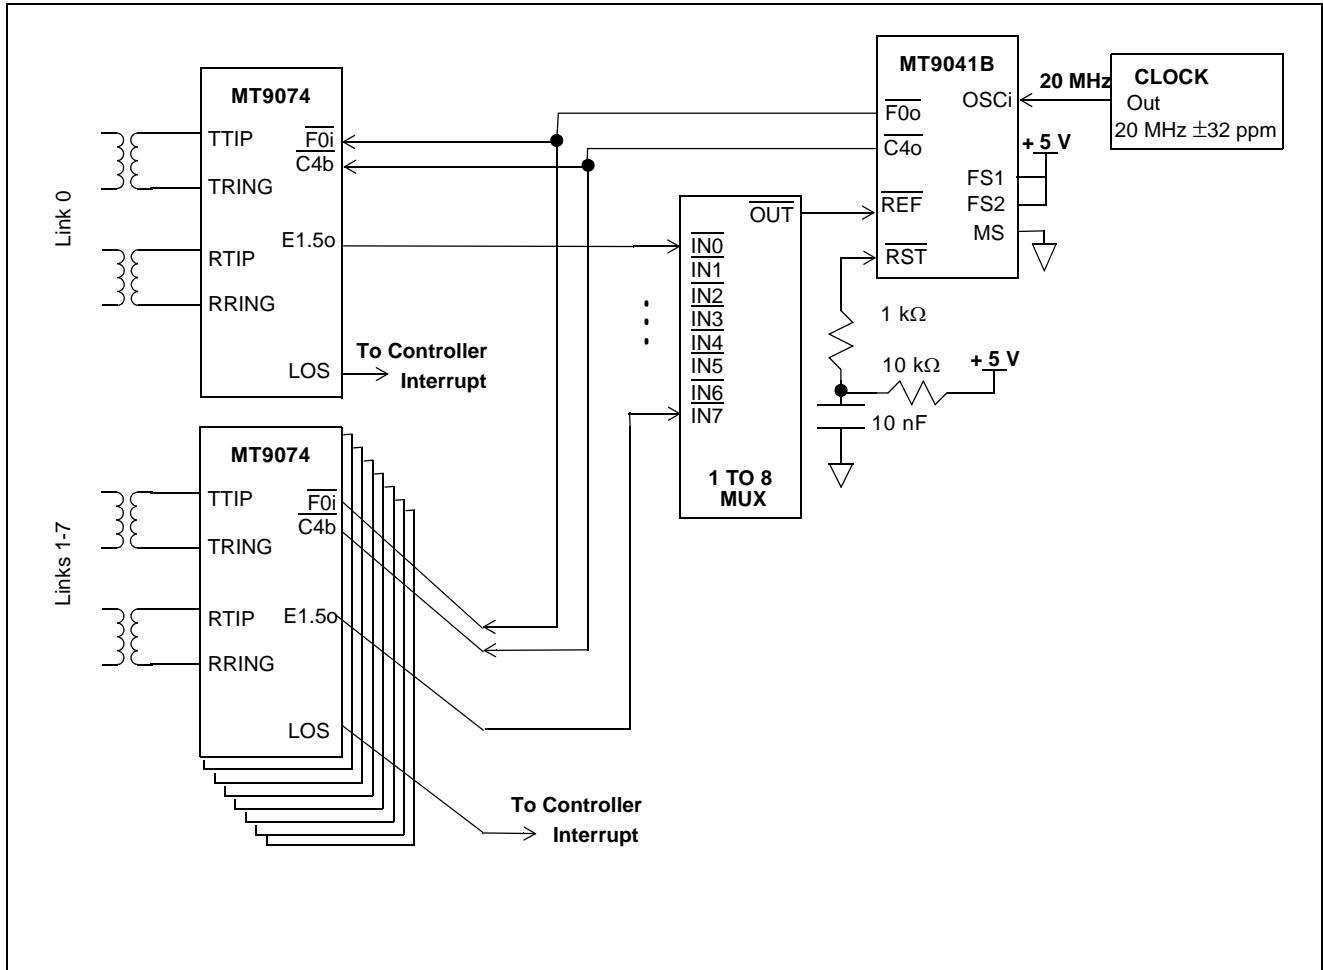 MT9074
TTIP
F0i
C4b
TRING
E1.5o
RTIP
RRING
LOS
Link 0
To Controller
Interrupt
MT9041B
F0o
C4o
REF
RST
OSCi
FS1
FS2
MS
20 MHz
CLOCK
Out
20 MHz ±32 ppm
+ 5 V
OUT
IN0
IN1
IN2
IN3
IN4
IN5
IN6
IN7
1 TO 8
MUX
1 kΩ
10 kΩ
+ 5 V
10 nF
MT9074
TTIP
F0i
C4b
TRING
RTIP
E1.5o
RRING
LOS
Links 1-7
To Controller
Interrupt